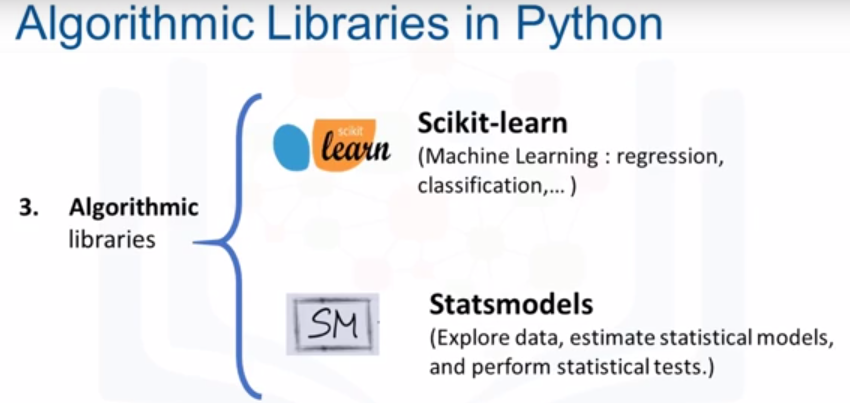 Algorithmic Libraries in Python
3. Algorithmic
libraries
scikit
learn
Scikit-learn
(Machine Learning : regression,
classification,... )
SM
Statsmodels
(Explore data, estimate statistical models,
and perform statistical tests.)